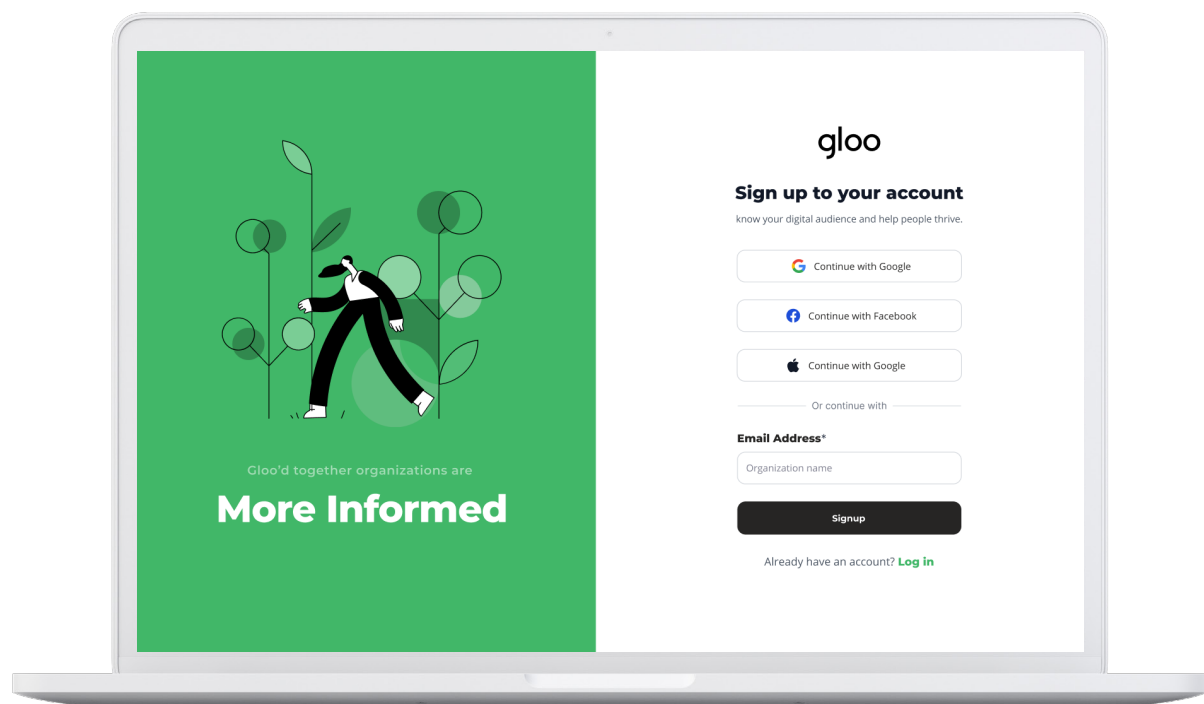 Gloo'd together organizations are
More Informed
gloo
Sign up to your account
know your digital audience and help people thrive.
Continue with Google
Continue with Facebook
Continue with Google
Or continue with
Email Address*
Organization name
Signup
Already have an account? Log in